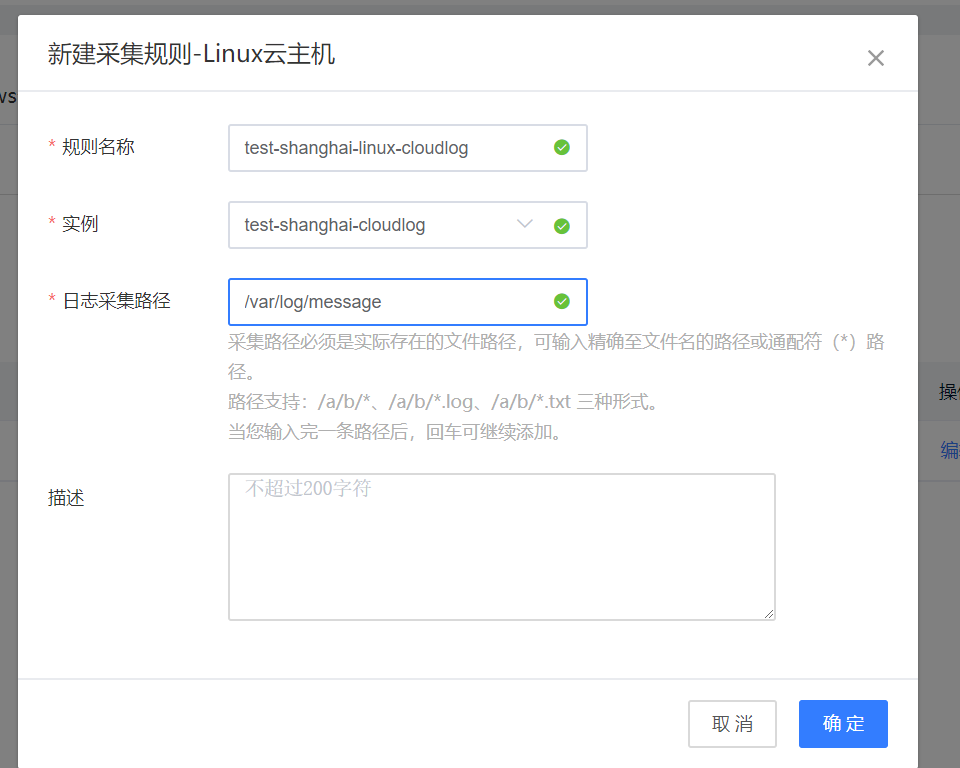 新建采集规则-Linux云主机
* 规则名称
test-shanghai-linux-cloudlog
* 实例
test-shanghai-cloudlog
* 日志采集路径
/var/log/message
采集路径必须是实际存在的文件路径，可输入精确至文件名的路径或通配符（*）路
径。
路径支持：/a/b/*、/a/b/*.log、/a/b/*.txt 三种形式。
当您输入完一条路径后，回车可继续添加。
描述
不超过200字符
取消
确定